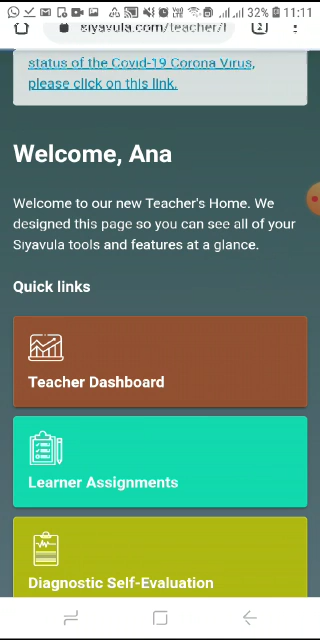 32% 11:11
siyavula.com/teacher/
2
status of the Covid-19 Corona Virus,
please click on this link.
Welcome, Ana
Welcome to our new Teacher's Home. We
designed this page so you can see all of your
Siyavula tools and features at a glance.
Quick links
Teacher Dashboard
Learner Assignments
Diagnostic Self-Evaluation